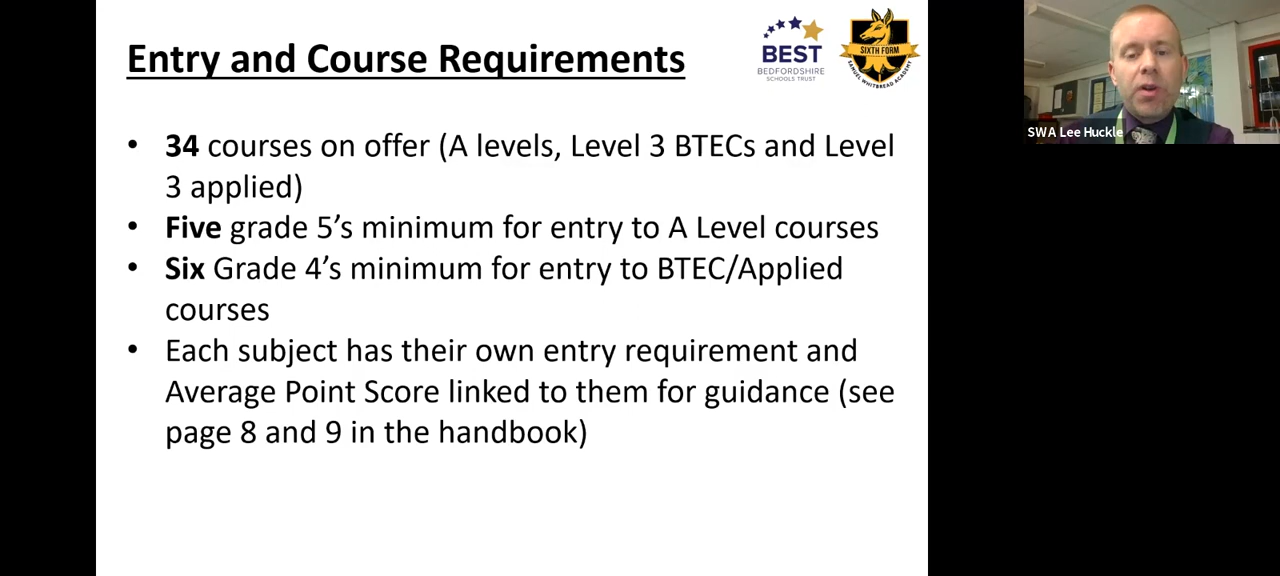 Entry and Course Requirements
BEST
BEDFORDSHIRE
SCHOOLS TRUST
SIXTH FORM
SAMUEL WHITBREAD ACADEMY
SWA Lee Huckle
• 34 courses on offer (A levels, Level 3 BTECs and Level
3 applied)
• Five grade 5’s minimum for entry to A Level courses
• Six Grade 4’s minimum for entry to BTEC/Applied
courses
• Each subject has their own entry requirement and
Average Point Score linked to them for guidance (see
page 8 and 9 in the handbook)